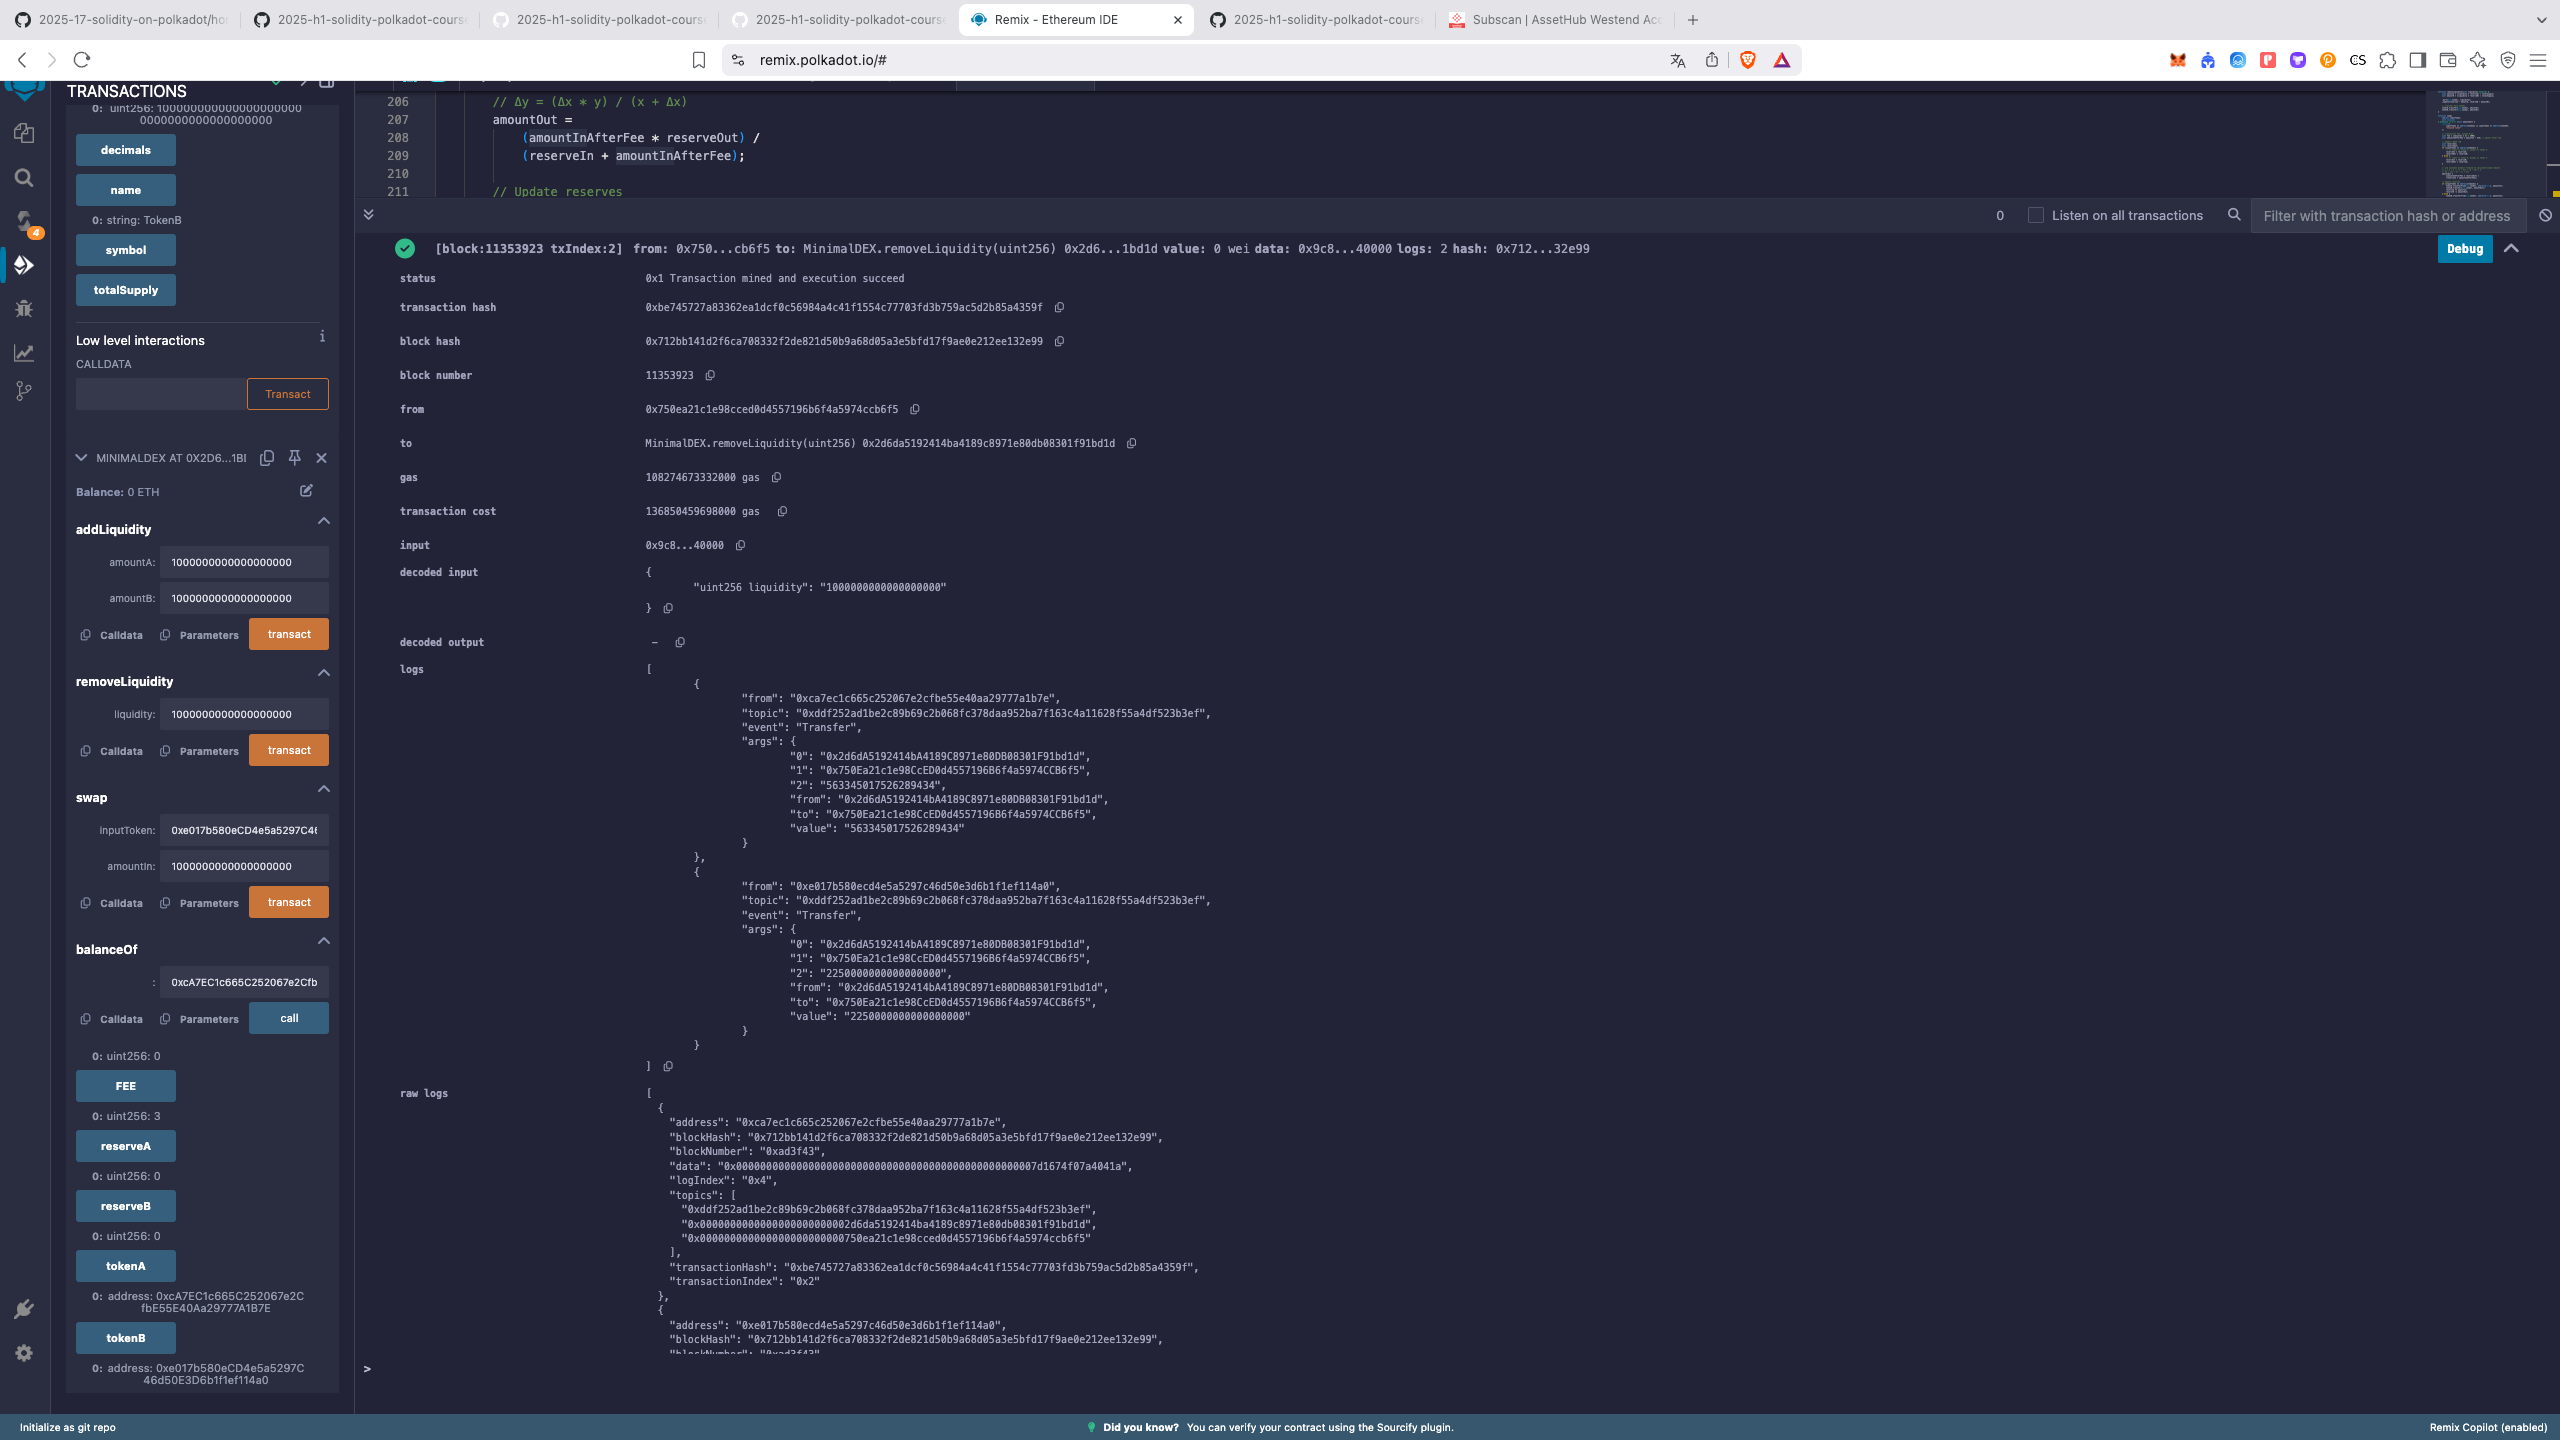 2025-17-solidity-on-polkadot/ho
2025-h1-solidity-polkadot-course
2025-h1-solidity-polkadot-course
2025-h1-solidity-polkadot-course
Remix - Ethereum IDE
2025-h1-solidity-polkadot-course
Subscan | AssetHub Westend Acc
remix.polkadot.io/#
TRANSACTIONS
decimals
name
0: string: TokenB
symbol
totalSupply
Low level interactions
i
CALLDATA
Transact
4
MINIMALDEX AT 0X2D6...1BI
Balance: 0 ETH
addLiquidity
amountA: 1000000000000000000
amountB: 1000000000000000000
Calldata Parameters transact
removeLiquidity
liquidity: 1000000000000000000
Calldata Parameters transact
swap
inputToken: 0xe017b580eCD4e5a5297C46
amountIn: 1000000000000000000
Calldata Parameters transact
balanceOf
: 0xcA7EC1c665C252067e2Cfb
Calldata Parameters call
0: uint256: 0
FEE
0: uint256: 3
reserveA
0: uint256: 0
reserveB
0: uint256: 0
tokenA
0: address: 0xcA7EC1c665C252067e2C
fbE55E40Aa29777A1B7E
tokenB
0: address: 0xe017b580eCD4e5a5297C
46d50E3D6b1f1ef114a0
206 // Δy = (Δx * y) / (x + Δx)
207 amountOut =
208 (amountInAfterFee * reserveOut) /
209 (reserveIn + amountInAfterFee);
210
211 // Update reserves
0 Listen on all transactions Filter with transaction hash or address
[block:11353923 txIndex:2] from: 0x750...cb6f5 to: MinimalDEX.removeLiquidity(uint256) 0x2d6...1bd1d value: 0 wei data: 0x9c8...40000 logs: 2 hash: 0x712...32e99 Debug
status 0x1 Transaction mined and execution succeed
transaction hash 0xbe745727a83362ea1dcf0c56984a4c41f1554c77703fd3b759ac5d2b85a4359f
block hash 0x712bb141d2f6ca708332f2de821d50b9a68d05a3e5bfd17f9ae0e212ee132e99
block number 11353923
from 0x750ea21c1e98cced0d4557196b6f4a5974ccb6f5
to MinimalDEX.removeLiquidity(uint256) 0x2d6da5192414ba4189c8971e80db08301f91bd1d
gas 108274673332000 gas
transaction cost 136850459698000 gas
input 0x9c8...40000
decoded input {
"uint256 liquidity": "1000000000000000000"
}
decoded output –
logs [
{
"from": "0xca7ec1c665c252067e2cfbe55e40aa29777a1b7e",
"topic": "0xddf252ad1be2c89b69c2b068fc378daa952ba7f163c4a11628f55a4df523b3ef",
"event": "Transfer",
"args": {
"0": "0x2d6dA5192414bA4189C8971e80DB08301F91bd1d",
"1": "0x750Ea21c1e98CcED0d4557196B6f4a5974CCB6f5",
"2": "563345017526289434",
"from": "0x2d6dA5192414bA4189C8971e80DB08301F91bd1d",
"to": "0x750Ea21c1e98CcED0d4557196B6f4a5974CCB6f5",
"value": "563345017526289434"
}
},
{
"from": "0xe017b580ecd4e5a5297c46d50e3d6b1f1ef114a0",
"topic": "0xddf252ad1be2c89b69c2b068fc378daa952ba7f163c4a11628f55a4df523b3ef",
"event": "Transfer",
"args": {
"0": "0x2d6dA5192414bA4189C8971e80DB08301F91bd1d",
"1": "0x750Ea21c1e98CcED0d4557196B6f4a5974CCB6f5",
"2": "2250000000000000000",
"from": "0x2d6dA5192414bA4189C8971e80DB08301F91bd1d",
"to": "0x750Ea21c1e98CcED0d4557196B6f4a5974CCB6f5",
"value": "2250000000000000000"
}
}
]
raw logs [
{
"address": "0xca7ec1c665c252067e2cfbe55e40aa29777a1b7e",
"blockHash": "0x712bb141d2f6ca708332f2de821d50b9a68d05a3e5bfd17f9ae0e212ee132e99",
"blockNumber": "0xad3f43",
"data": "0x00000000000000000000000000000000000000000000000007d1674f07a4041a",
"logIndex": "0x4",
"topics": [
"0xddf252ad1be2c89b69c2b068fc378daa952ba7f163c4a11628f55a4df523b3ef",
"0x0000000000000000000000002d6da5192414ba4189c8971e80db08301f91bd1d",
"0x000000000000000000000000750ea21c1e98cced0d4557196b6f4a5974ccb6f5"
],
"transactionHash": "0xbe745727a83362ea1dcf0c56984a4c41f1554c77703fd3b759ac5d2b85a4359f",
"transactionIndex": "0x2"
},
{
"address": "0xe017b580ecd4e5a5297c46d50e3d6b1f1ef114a0",
"blockHash": "0x712bb141d2f6ca708332f2de821d50b9a68d05a3e5bfd17f9ae0e212ee132e99",
"blockNumber": "0xad3f43",
>
Initialize as git repo
Did you know? You can verify your contract using the Sourcify plugin.
Remix Copilot (enabled)